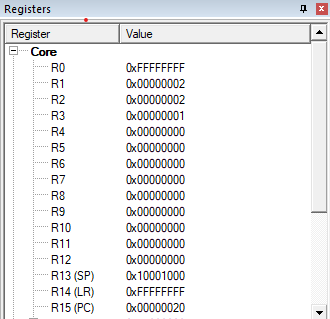 Registers
Register Value
Core
R0 0xFFFFFFFF
R1 0x00000002
R2 0x00000002
R3 0x00000001
R4 0x00000000
R5 0x00000000
R6 0x00000000
R7 0x00000000
R8 0x00000000
R9 0x00000000
R10 0x00000000
R11 0x00000000
R12 0x00000000
R13 (SP) 0x10001000
R14 (LR) 0xFFFFFFFF
R15 (PC) 0x00000020